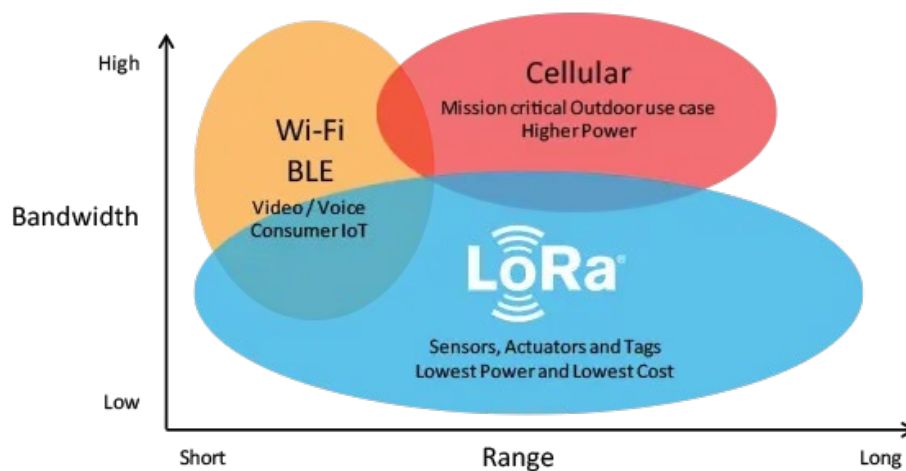 High
Bandwidth
Low
Wi-Fi
BLE
Video / Voice
Consumer IoT
Cellular
Mission critical Outdoor use case
Higher Power
LoRa®
Sensors, Actuators and Tags
Lowest Power and Lowest Cost
Short
Range
Long